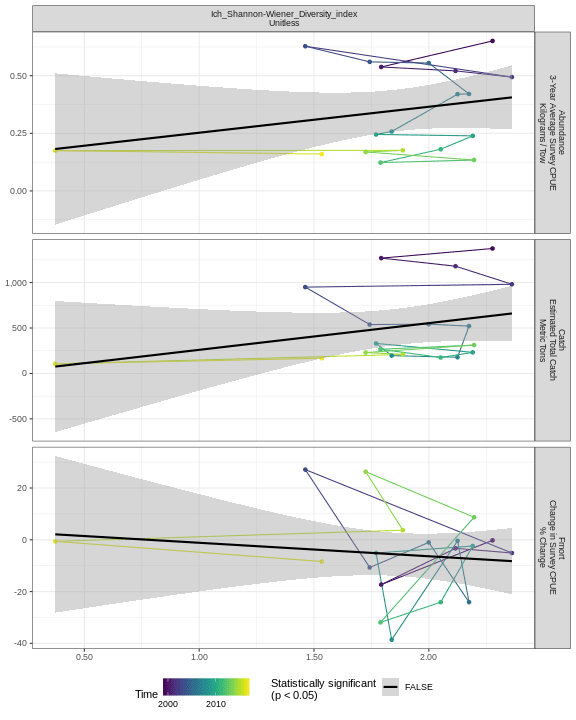 Ich_Shannon-Wiener_Diversity_index
Unitless
0.50
0.25
0.00
Abundance
3-Year Average Survey CPUE
Kilograms / Tow
1,000
500
0
-500
Catch
Estimated Total Catch
Metric Tons
20
0
-20
-40
Fmort
Change in Survey CPUE
% Change
0.50 1.00 1.50 2.00
Time
2000 2010
Statistically significant
(p < 0.05)
FALSE